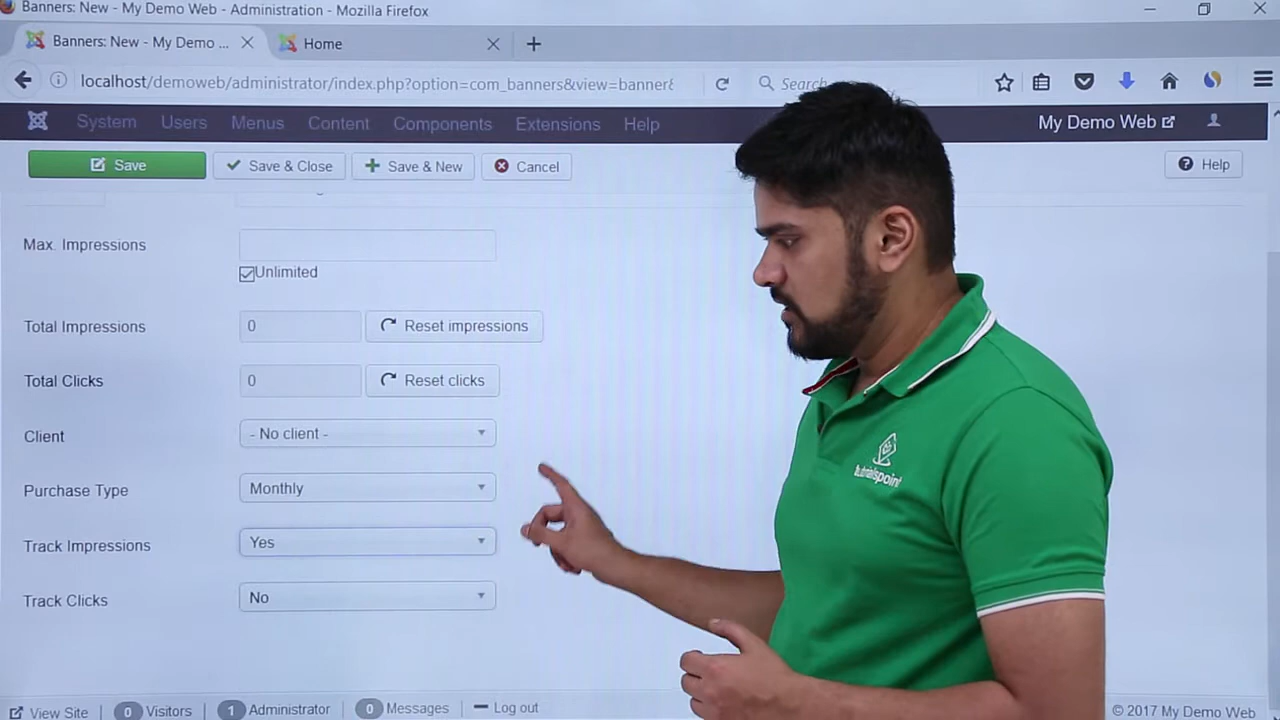 Banners: New - My Demo Web - Administration - Mozilla Firefox
Banners: New - My Demo ...
Home
localhost/demoweb/administrator/index.php?option=com_banners&view=banner&
Search
System Users Menus Content Components Extensions Help
My Demo Web
Save
Save & Close
Save & New
Cancel
Help
Max. Impressions
Unlimited
Total Impressions 0 Reset impressions
Total Clicks 0 Reset clicks
Client - No client -
Purchase Type Monthly
Track Impressions Yes
Track Clicks No
tutorialspoint
View Site | 0 Visitors | 1 Administrator | 0 Messages | Log out
© 2017 My Demo Web